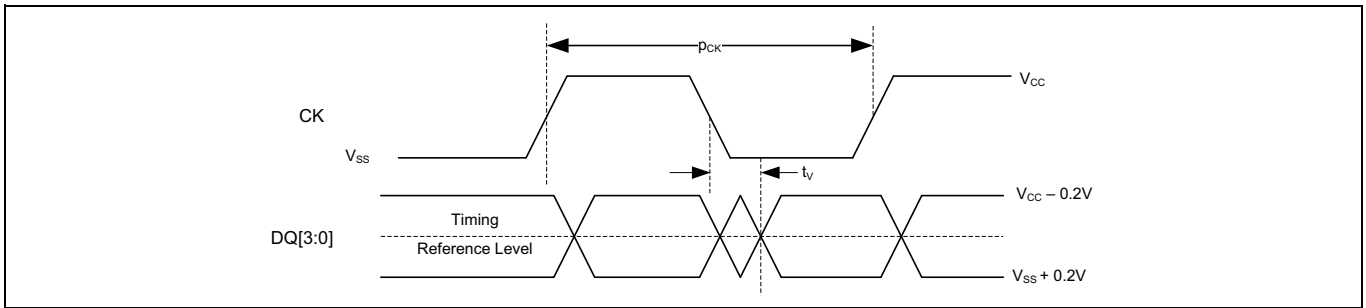 pCK
VCC
CK
VSS
tV
VCC – 0.2V
Timing
DQ[3:0]
Reference Level
VSS + 0.2V